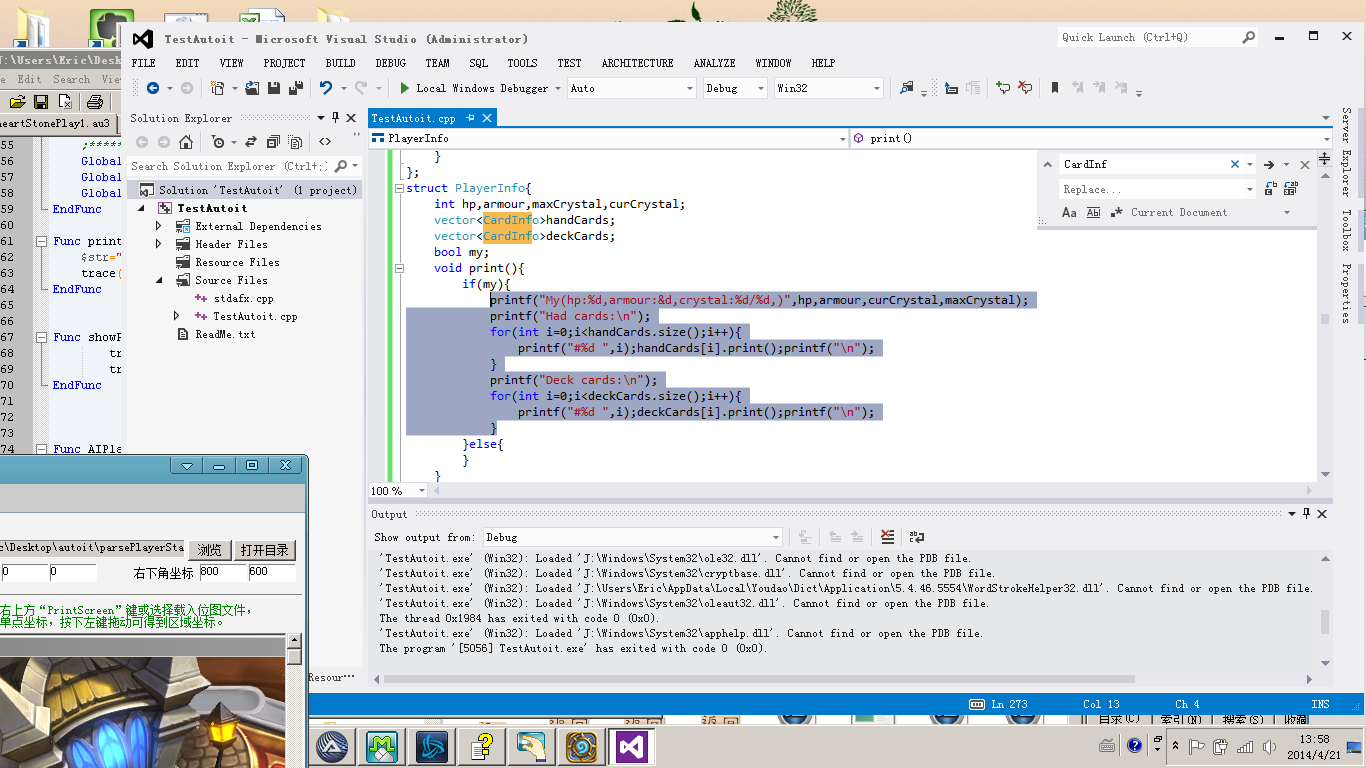 TestAutoit - Microsoft Visual Studio (Administrator)
Quick Launch (Ctrl+Q)
FILE EDIT VIEW PROJECT BUILD DEBUG TEAM SQL TOOLS TEST ARCHITECTURE ANALYZE WINDOW HELP
Local Windows Debugger
Auto
Debug
Win32
T:\Users\Eric\Desk
Edit Search
eartStonePlay1.au3
55 ;*****
56 Global
57 Global
58 Global
59 EndFunc
60
61 Func print
62 $str="
63 trace(
64 EndFunc
65
66
67 Func showP
68 tr
69 tr
70 EndFunc
71
72
73
74 Func AIPla
Solution Explorer
Search Solution Explorer (Ctrl+;)
Solution 'TestAutoit' (1 project)
TestAutoit
External Dependencies
Header Files
Resource Files
Source Files
stdafx.cpp
TestAutoit.cpp
ReadMe.txt
Resour...
TestAutoit.cpp
PlayerInfo
print()
CardInf
Replace...
Aa Ab Current Document
}
};
struct PlayerInfo{
int hp,armour,maxCrystal,curCrystal;
vector<CardInfo>handCards;
vector<CardInfo>deckCards;
bool my;
void print(){
if(my){
printf("My(hp:%d,armour:&d,crystal:%d/%d,)",hp,armour,curCrystal,maxCrystal);
printf("Had cards:\n");
for(int i=0;i<handCards.size();i++){
printf("#%d ",i);handCards[i].print();printf("\n");
}
printf("Deck cards:\n");
for(int i=0;i<deckCards.size();i++){
printf("#%d ",i);deckCards[i].print();printf("\n");
}
}else{
}
}
100 %
Server Explorer
Toolbox
Properties
Output
Show output from: Debug
'TestAutoit.exe' (Win32): Loaded 'J:\Windows\System32\ole32.dll'. Cannot find or open the PDB file.
'TestAutoit.exe' (Win32): Loaded 'J:\Windows\System32\cryptbase.dll'. Cannot find or open the PDB file.
'TestAutoit.exe' (Win32): Loaded 'J:\Users\Eric\AppData\Local\Youdao\Dict\Application\5.4.46.5554\WordStrokeHelper32.dll'. Cannot find or open the PDB file.
'TestAutoit.exe' (Win32): Loaded 'J:\Windows\System32\oleaut32.dll'. Cannot find or open the PDB file.
The thread 0x1984 has exited with code 0 (0x0).
'TestAutoit.exe' (Win32): Loaded 'J:\Windows\System32\apphelp.dll'. Cannot find or open the PDB file.
The program '[5056] TestAutoit.exe' has exited with code 0 (0x0).
Ln 273 Col 13 Ch 4 INS
c\Desktop\autoit\parsePlayerSta 浏览 打开目录
0 0 右下角坐标 800 600
右上方“PrintScreen”键或选择载入位图文件,
单点坐标,按下左键拖动可得到区域坐标。
目录(C) 索引(N) 搜索(S) 收藏
13:58
2014/4/21